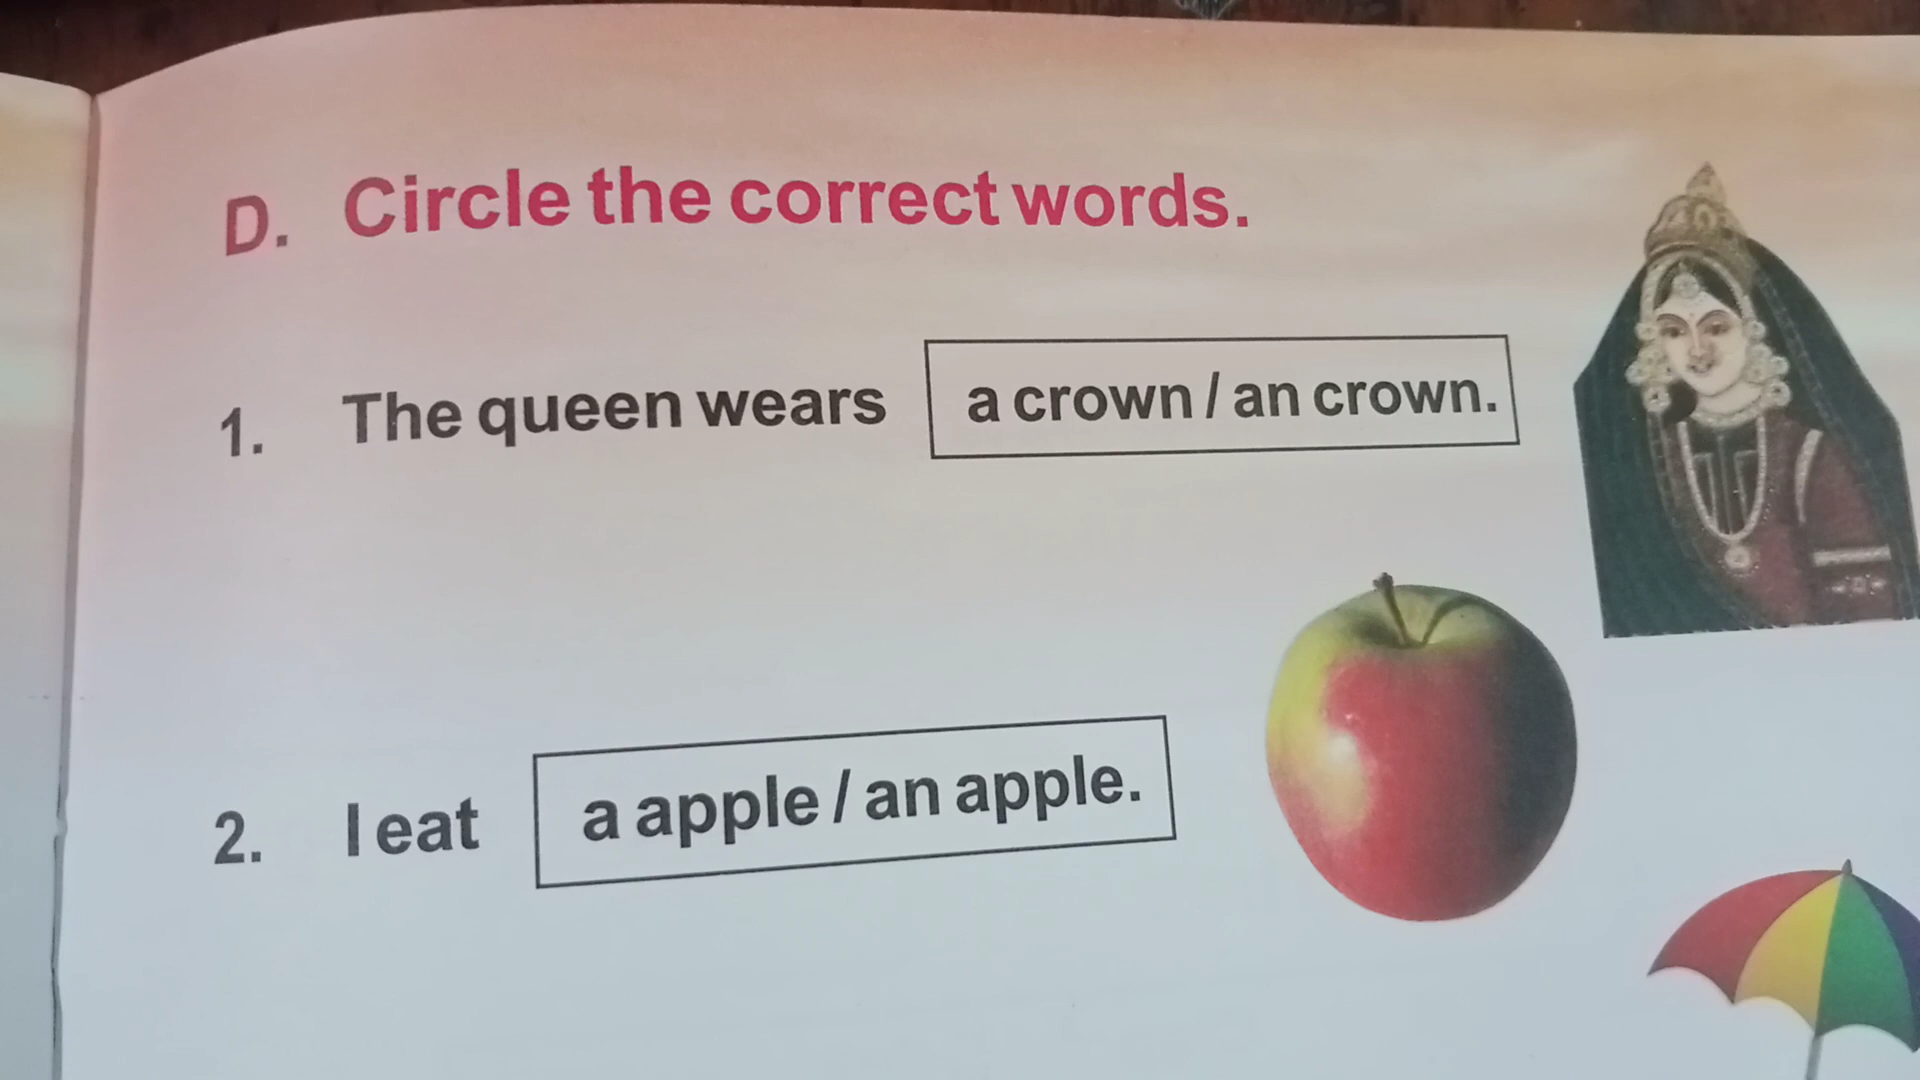 D. Circle the correct words.
1. The queen wears a crown / an crown.
2. I eat a apple / an apple.